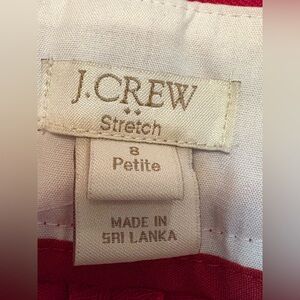 J.CREW
Stretch
8
Petite
MADE IN
SRI LANKA